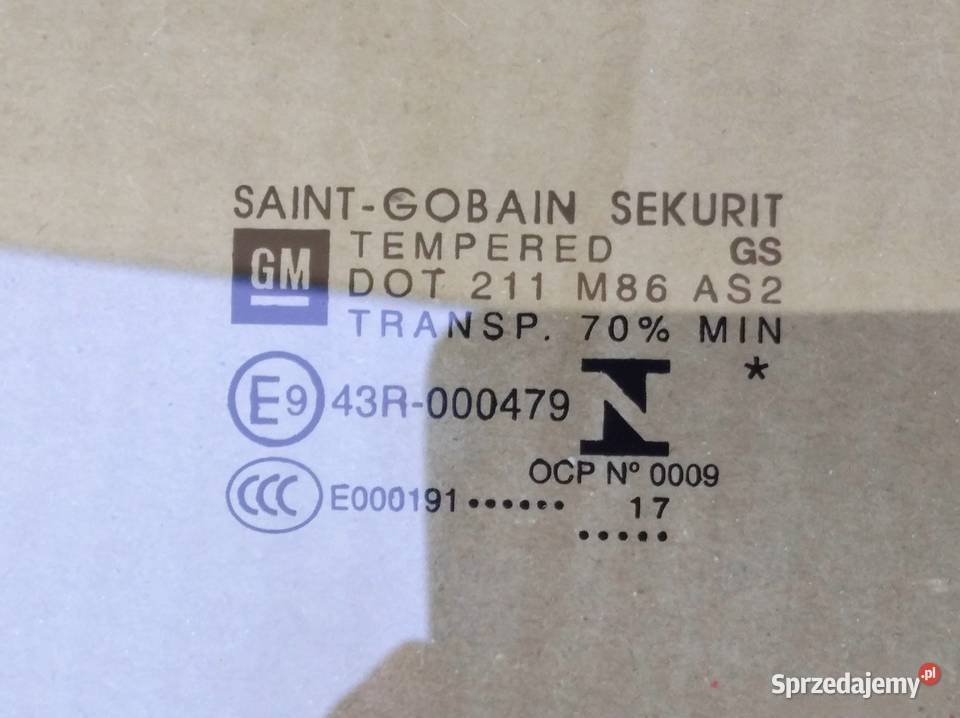 SAINT-GOBAIN SEKURIT
GM
TEMPERED GS
DOT 211 M86 AS2
TRANSP. 70% MIN
*
E9 43R-000479 N
OCP Nº 0009
CCC E000191 ••••••  17
•••••
Sprzedajemy.pl